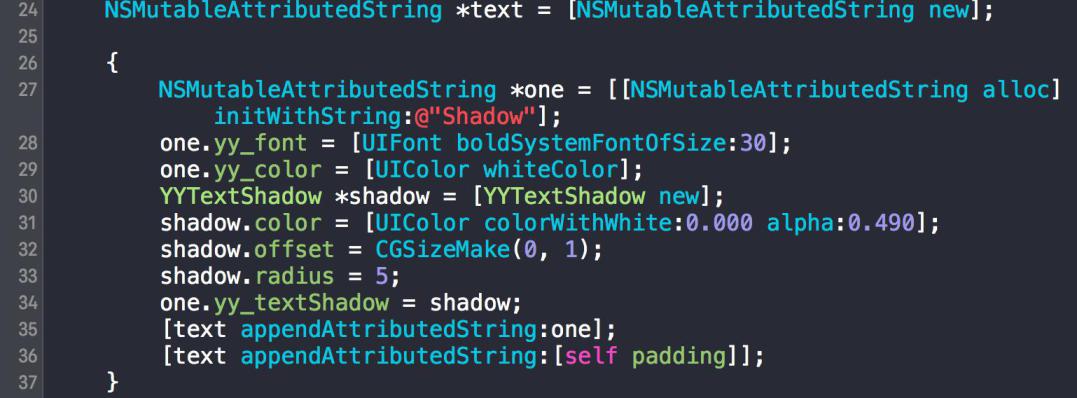 24 NSMutableAttributedString *text = [NSMutableAttributedString new];
25
26 {
27 NSMutableAttributedString *one = [[NSMutableAttributedString alloc]
initWithString:@"Shadow"];
28 one.yy_font = [UIFont boldSystemFontOfSize:30];
29 one.yy_color = [UIColor whiteColor];
30 YYTextShadow *shadow = [YYTextShadow new];
31 shadow.color = [UIColor colorWithWhite:0.000 alpha:0.490];
32 shadow.offset = CGSizeMake(0, 1);
33 shadow.radius = 5;
34 one.yy_textShadow = shadow;
35 [text appendAttributedString:one];
36 [text appendAttributedString:[self padding]];
37 }